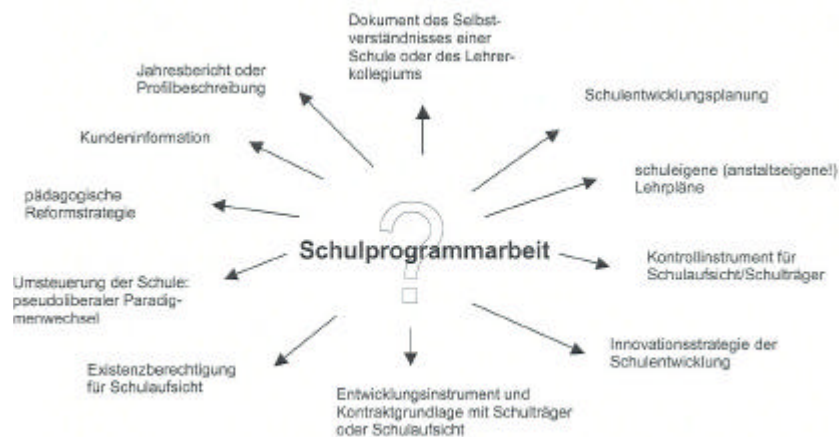 Dokument des Selbst-
verständnisses einer
Schule oder des Lehrer-
kollegiums
Jahresbericht oder
Profilbeschreibung
Schulentwicklungsplanung
Kundeninformation
schuleigene (anstaltseigene!)
Lehrpläne
pädagogische
Reformstrategie
?
Schulprogrammarbeit
Kontrollinstrument für
Schulaufsicht/Schulträger
Umsteuerung der Schule:
pseudoliberaler Paradig-
menwechsel
Innovationsstrategie der
Schulentwicklung
Existenzberechtigung
für Schulaufsicht
Entwicklungsinstrument und
Kontraktgrundlage mit Schulträger
oder Schulaufsicht